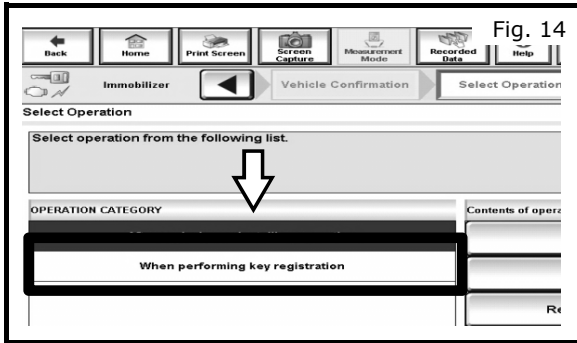 Fig. 14
Back Home Print Screen Screen Capture Measurement Mode Recorded Data Help
Immobilizer Vehicle Confirmation Select Operation
Select Operation
Select operation from the following list.
OPERATION CATEGORY Contents of opera
When performing key registration
Re